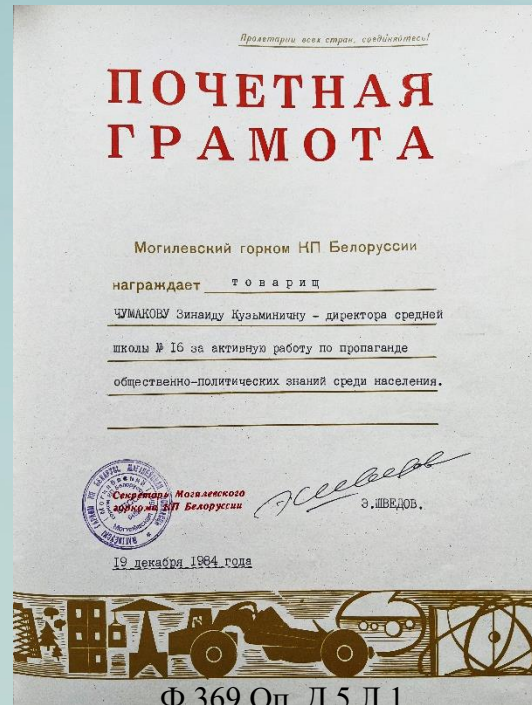 Пролетарии всех стран, соединяйтесь!
ПОЧЕТНАЯ
ГРАМОТА
Могилевский горком КП Белоруссии
награждает товарищ
ЧУМАКОВУ Зинаиду Кузьминичну – директора средней
школы № 16 за активную работу по пропаганде
общественно-политических знаний среди населения.
Секретарь Могилевского
горкома КП Белоруссии
Э.ШВЕДОВ.
19 декабря 1984 года
Ф.369 Оп. Д.5 Л.1